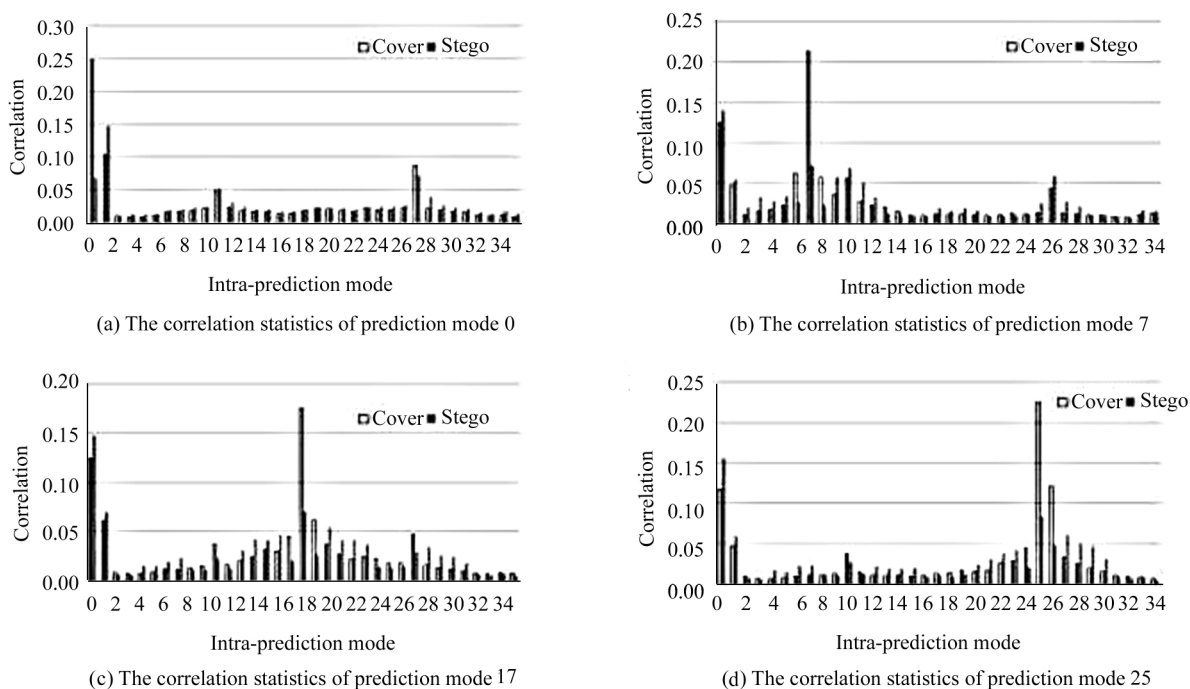 0.30
0.25
0.20
0.15
0.10
0.05
0.00
Correlation
Cover Stego
0 2 4 6 8 10 12 14 16 18 20 22 24 26 28 30 32 34
Intra-prediction mode
(a) The correlation statistics of prediction mode 0
0.25
0.20
0.15
0.10
0.05
0.00
Correlation
Cover Stego
0 2 4 6 8 10 12 14 16 18 20 22 24 26 28 30 32 34
Intra-prediction mode
(b) The correlation statistics of prediction mode 7
0.20
0.15
0.10
0.05
0.00
Correlation
Cover Stego
0 2 4 6 8 10 12 14 16 18 20 22 24 26 28 30 32 34
Intra-prediction mode
(c) The correlation statistics of prediction mode 17
0.25
0.20
0.15
0.10
0.05
0.00
Correlation
Cover Stego
0 2 4 6 8 10 12 14 16 18 20 22 24 26 28 30 32 34
Intra-prediction mode
(d) The correlation statistics of prediction mode 25